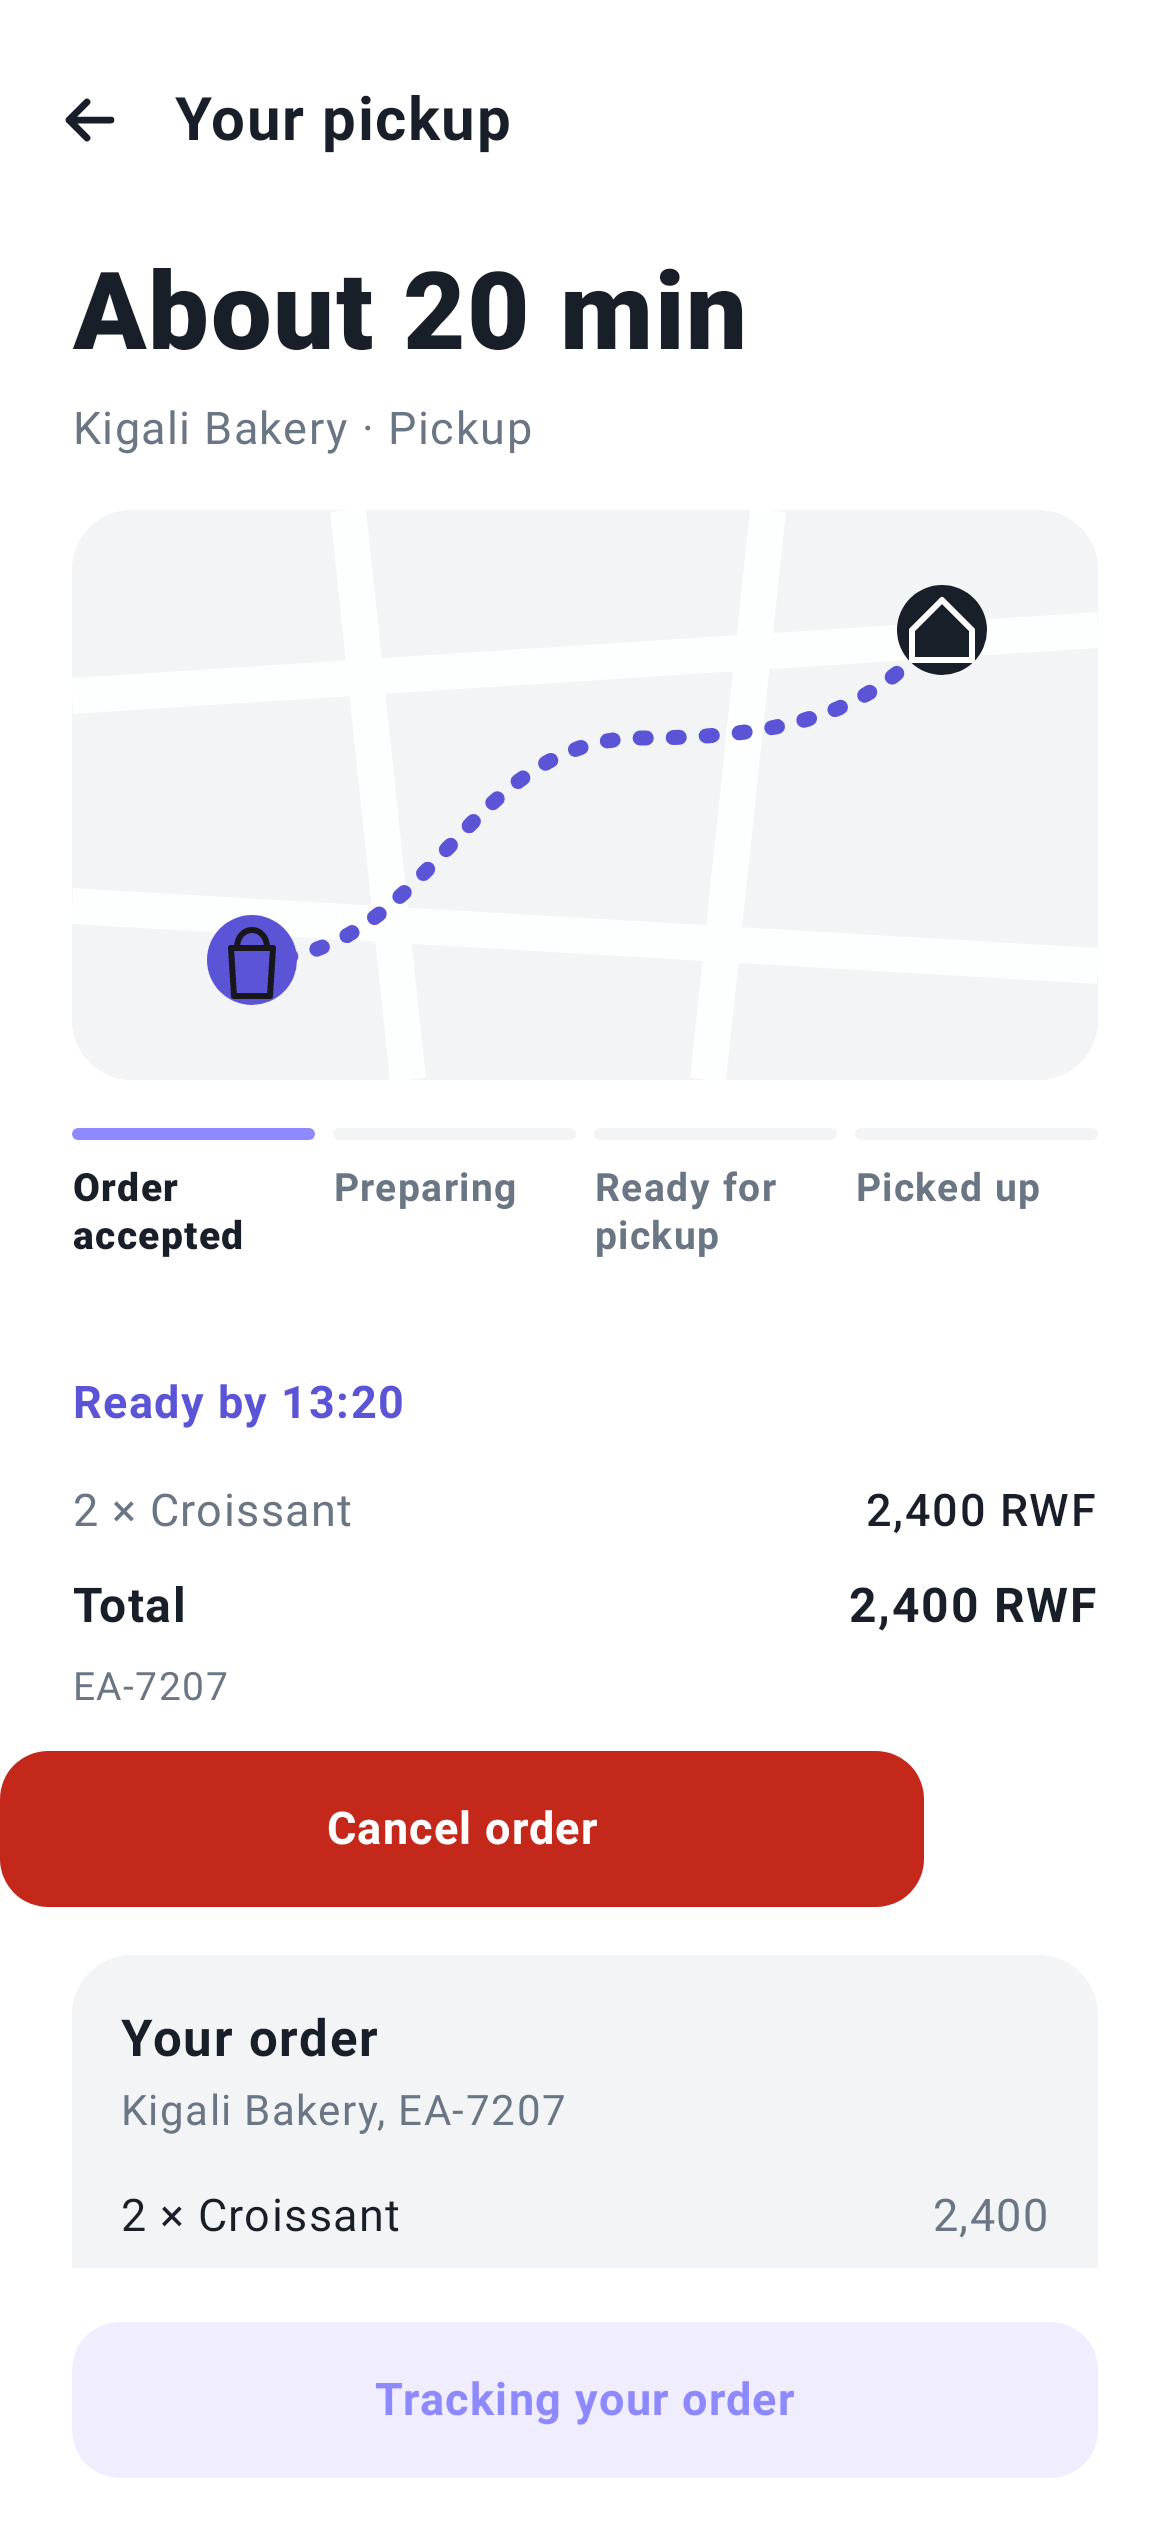 Your pickup
About 20 min
Kigali Bakery · Pickup
Order accepted
Preparing
Ready for pickup
Picked up
Ready by 13:20
2 × Croissant 2,400 RWF
Total 2,400 RWF
EA-7207
Cancel order
Your order
Kigali Bakery, EA-7207
2 × Croissant 2,400
Tracking your order